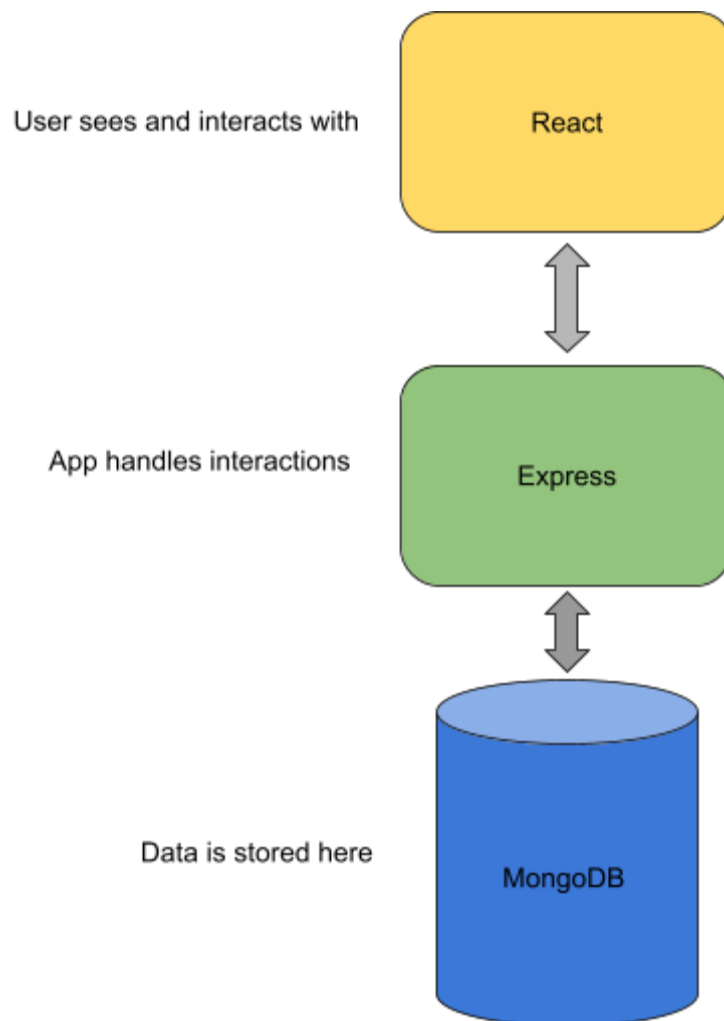 User sees and interacts with
React
App handles interactions
Express
Data is stored here
MongoDB